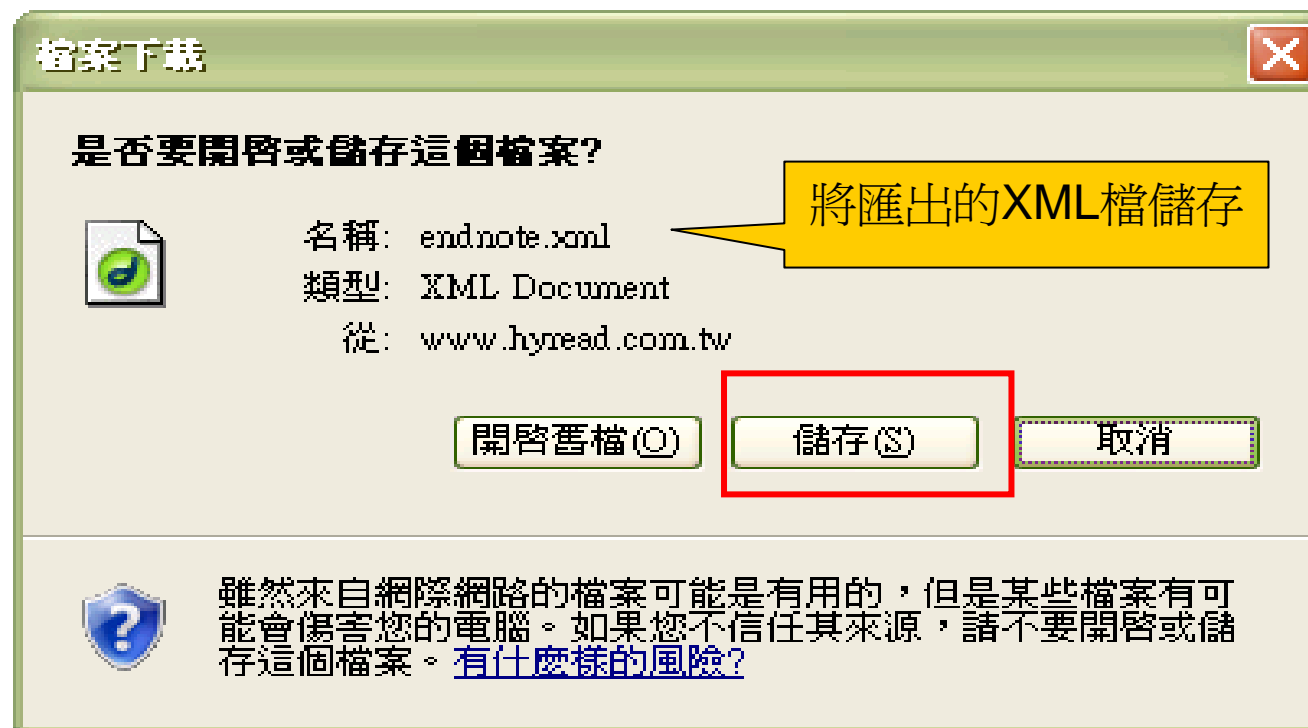 檔案下載
是否要開啓或儲存這個檔案?
將匯出的XML檔儲存
名稱: endnote.xml
類型: XML Document
從: www.hyread.com.tw
開啓舊檔(O) 儲存(S) 取消
雖然來自網際網路的檔案可能是有用的，但是某些檔案有可
能會傷害您的電腦。如果您不信任其來源，請不要開啓或儲
存這個檔案。有什麼樣的風險?